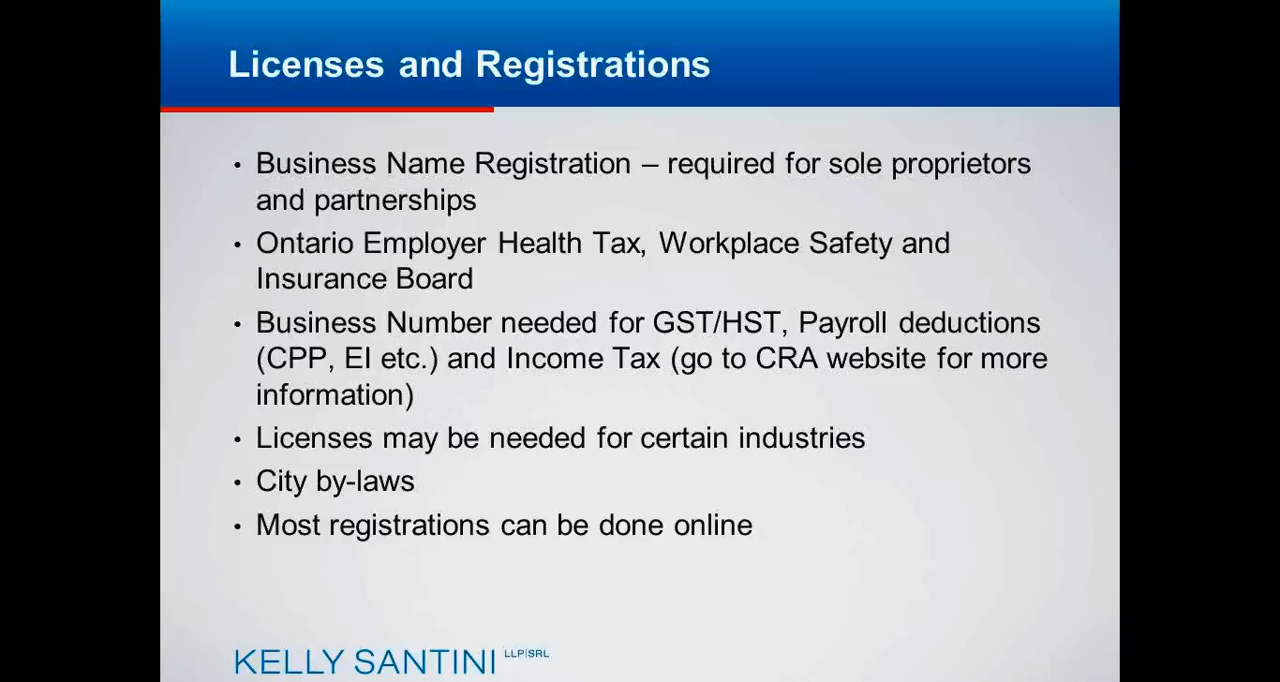 Licenses and Registrations
• Business Name Registration – required for sole proprietors
and partnerships
• Ontario Employer Health Tax, Workplace Safety and
Insurance Board
• Business Number needed for GST/HST, Payroll deductions
(CPP, EI etc.) and Income Tax (go to CRA website for more
information)
• Licenses may be needed for certain industries
• City by-laws
• Most registrations can be done online
KELLY SANTINI LLP|SRL